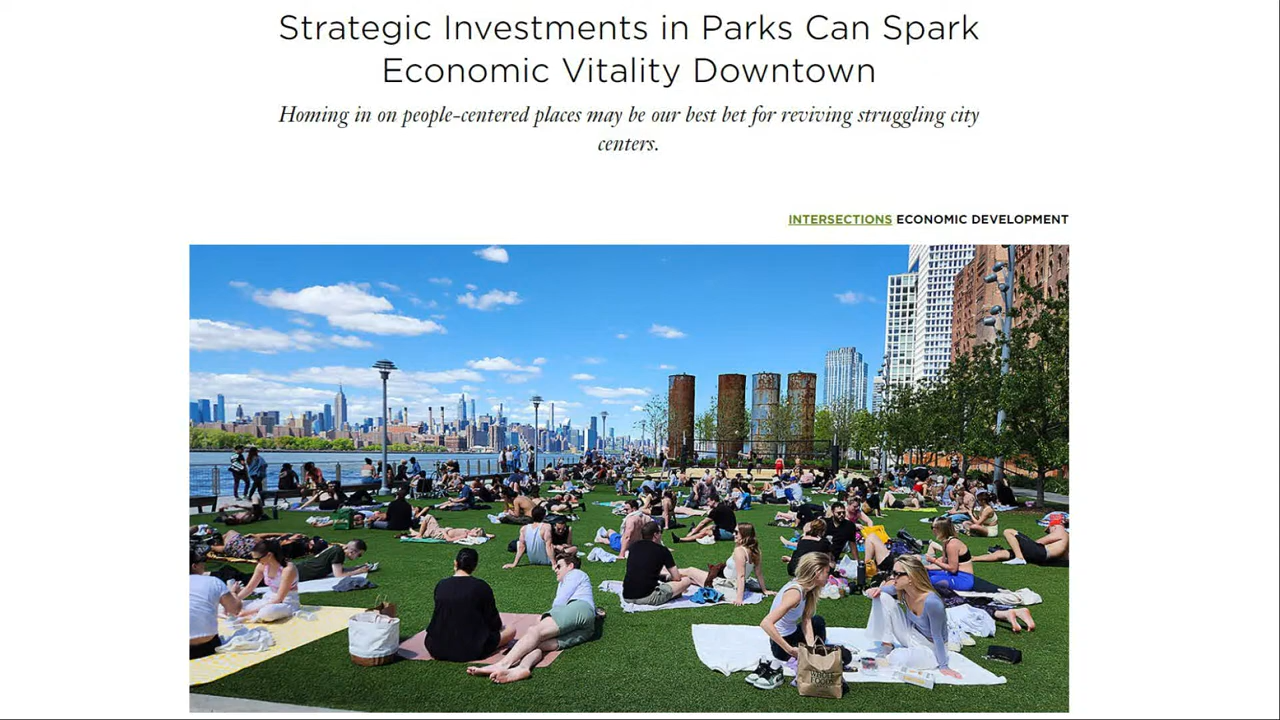 Strategic Investments in Parks Can Spark
Economic Vitality Downtown
Homing in on people-centered places may be our best bet for reviving struggling city
centers.
INTERSECTIONS ECONOMIC DEVELOPMENT